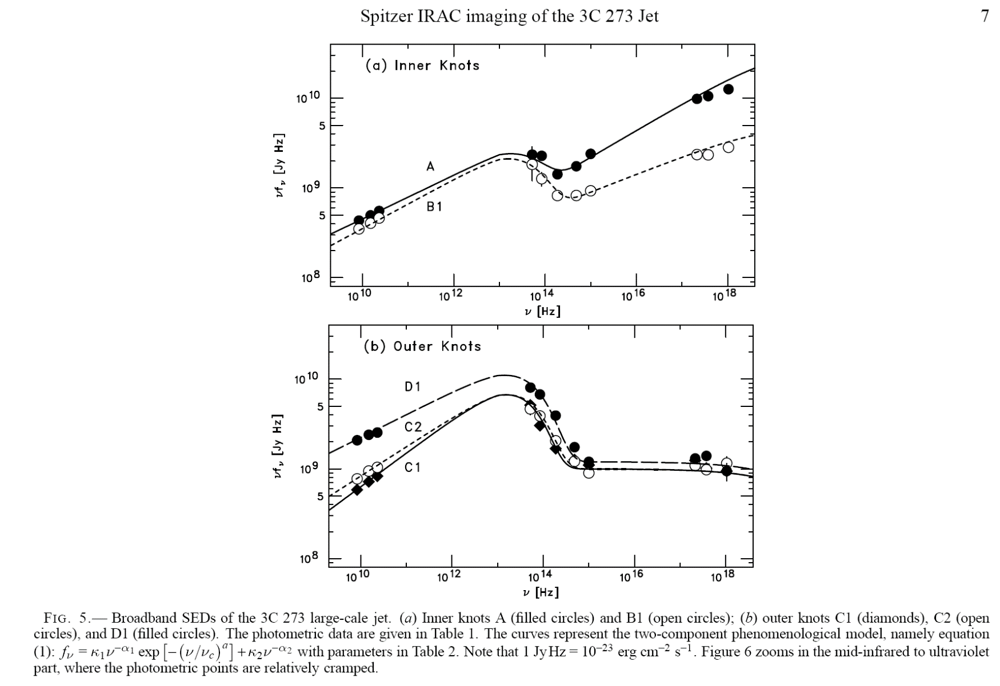 Spitzer IRAC imaging of the 3C 273 Jet 7
(a) Inner Knots
10^10
5
A
10^9
B1
5
10^8
νf_ν [Jy Hz]
10^10 10^12 10^14 10^16 10^18
ν [Hz]
(b) Outer Knots
10^10
D1
5
C2
10^9
C1
5
10^8
νf_ν [Jy Hz]
10^10 10^12 10^14 10^16 10^18
ν [Hz]
FIG. 5.— Broadband SEDs of the 3C 273 large-cale jet. (a) Inner knots A (filled circles) and B1 (open circles); (b) outer knots C1 (diamonds), C2 (open
circles), and D1 (filled circles). The photometric data are given in Table 1. The curves represent the two-component phenomenological model, namely equation
(1): f_ν = κ_1ν^−α_1 exp [−(ν/ν_c)^a] + κ_2ν^−α_2 with parameters in Table 2. Note that 1 Jy Hz = 10^−23 erg cm^−2 s^−1. Figure 6 zooms in the mid-infrared to ultraviolet
part, where the photometric points are relatively cramped.